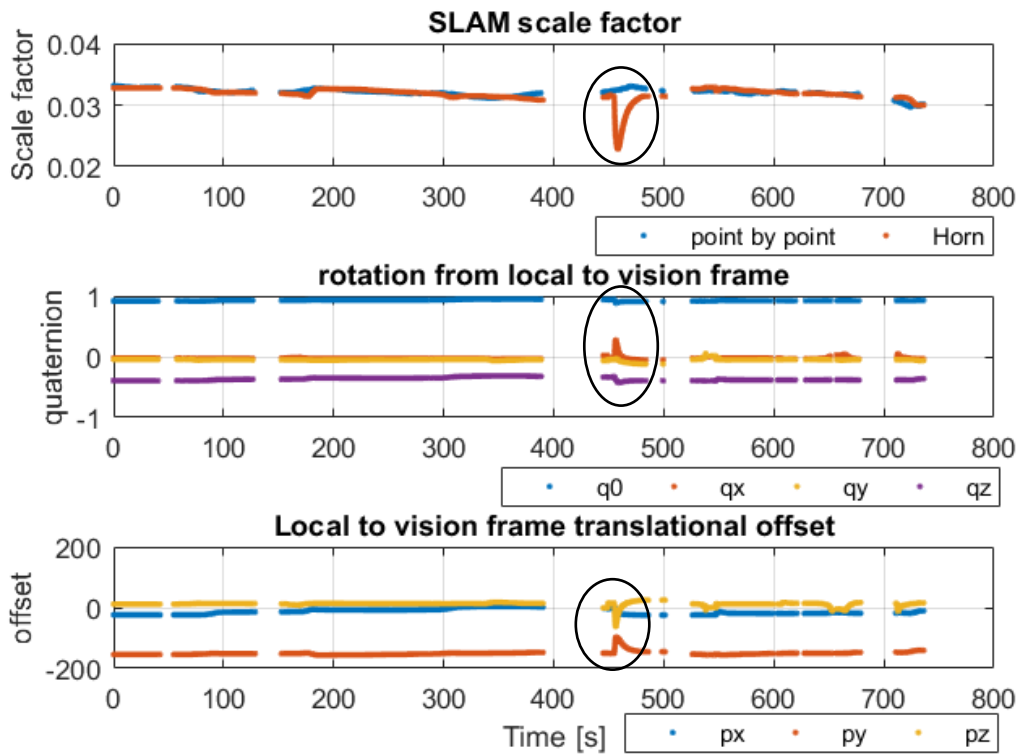 SLAM scale factor
Scale factor
0.04
0.03
0.02
0 100 200 300 400 500 600 700 800
point by point Horn
rotation from local to vision frame
quaternion
1
0
-1
0 100 200 300 400 500 600 700 800
q0 qx qy qz
Local to vision frame translational offset
offset
200
0
-200
0 100 200 300 400 500 600 700 800
Time [s]
px py pz